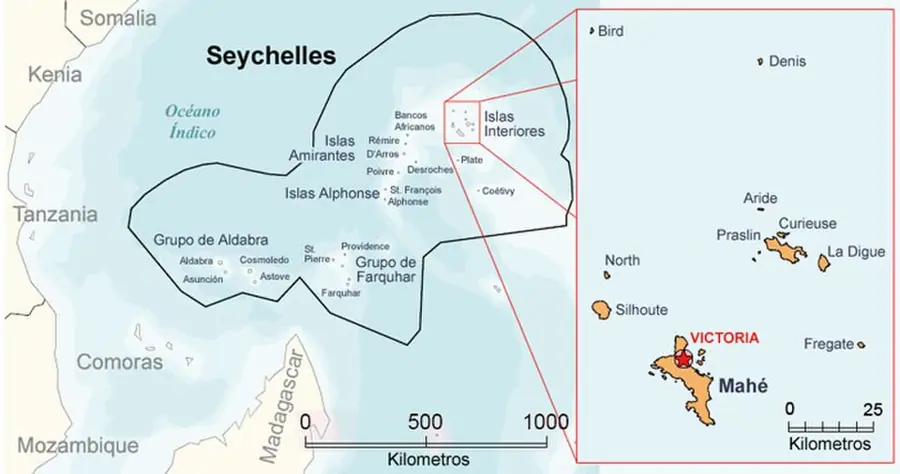 Somalia
Seychelles
Kenia
Océano
Índico
Bancos
Africanos
Islas
Interiores
Islas
Amirantes
Rémire
D'Arros
Poivre
Desroches
Plate
Islas Alphonse
St. François
Alphonse
Coëtivy
Tanzania
Grupo de Aldabra
Aldabra
Cosmoledo
Asunción
Astove
St.
Pierre
Providence
Grupo de
Farquhar
Farquhar
Comoras
Madagascar
Mozambique
0 500 1000
Kilometros
Bird
Denis
Aride
Curieuse
Praslin
La Digue
North
Silhoute
VICTORIA
Fregate
Mahé
0 25
Kilometros